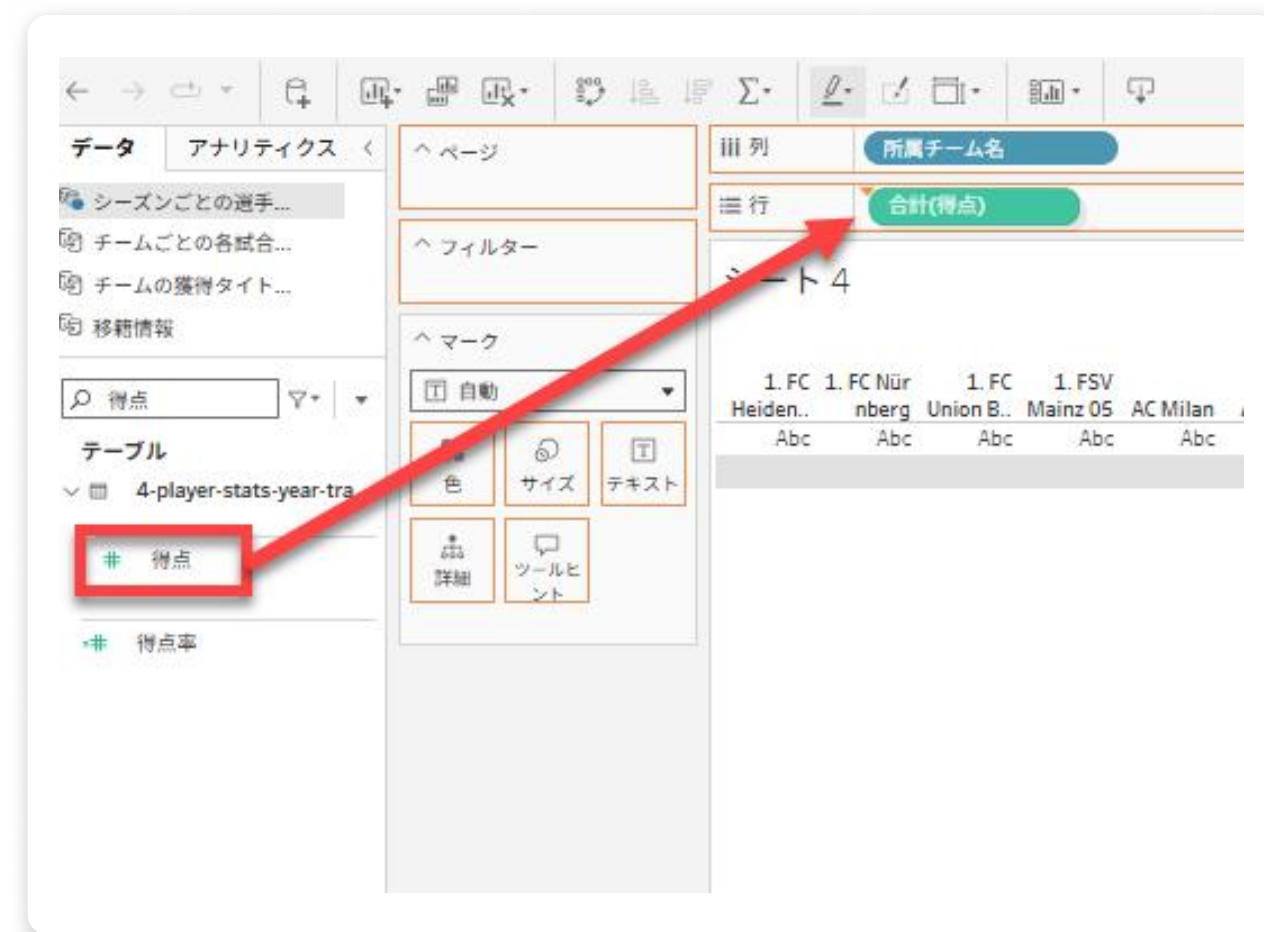 データ
アナリティクス
シーズンごとの選手...
チームごとの各試合...
チームの獲得タイト...
移籍情報
得点
テーブル
4-player-stats-year-tra
# 得点
# 得点率
ページ
フィルター
マーク
自動
色
サイズ
テキスト
詳細
ツールヒ
ント
列 所属チーム名
行 合計(得点)
シート 4
1. FC 1. FC Nür 1. FC 1. FSV
Heiden.. nberg Union B.. Mainz 05 AC Milan
Abc Abc Abc Abc Abc